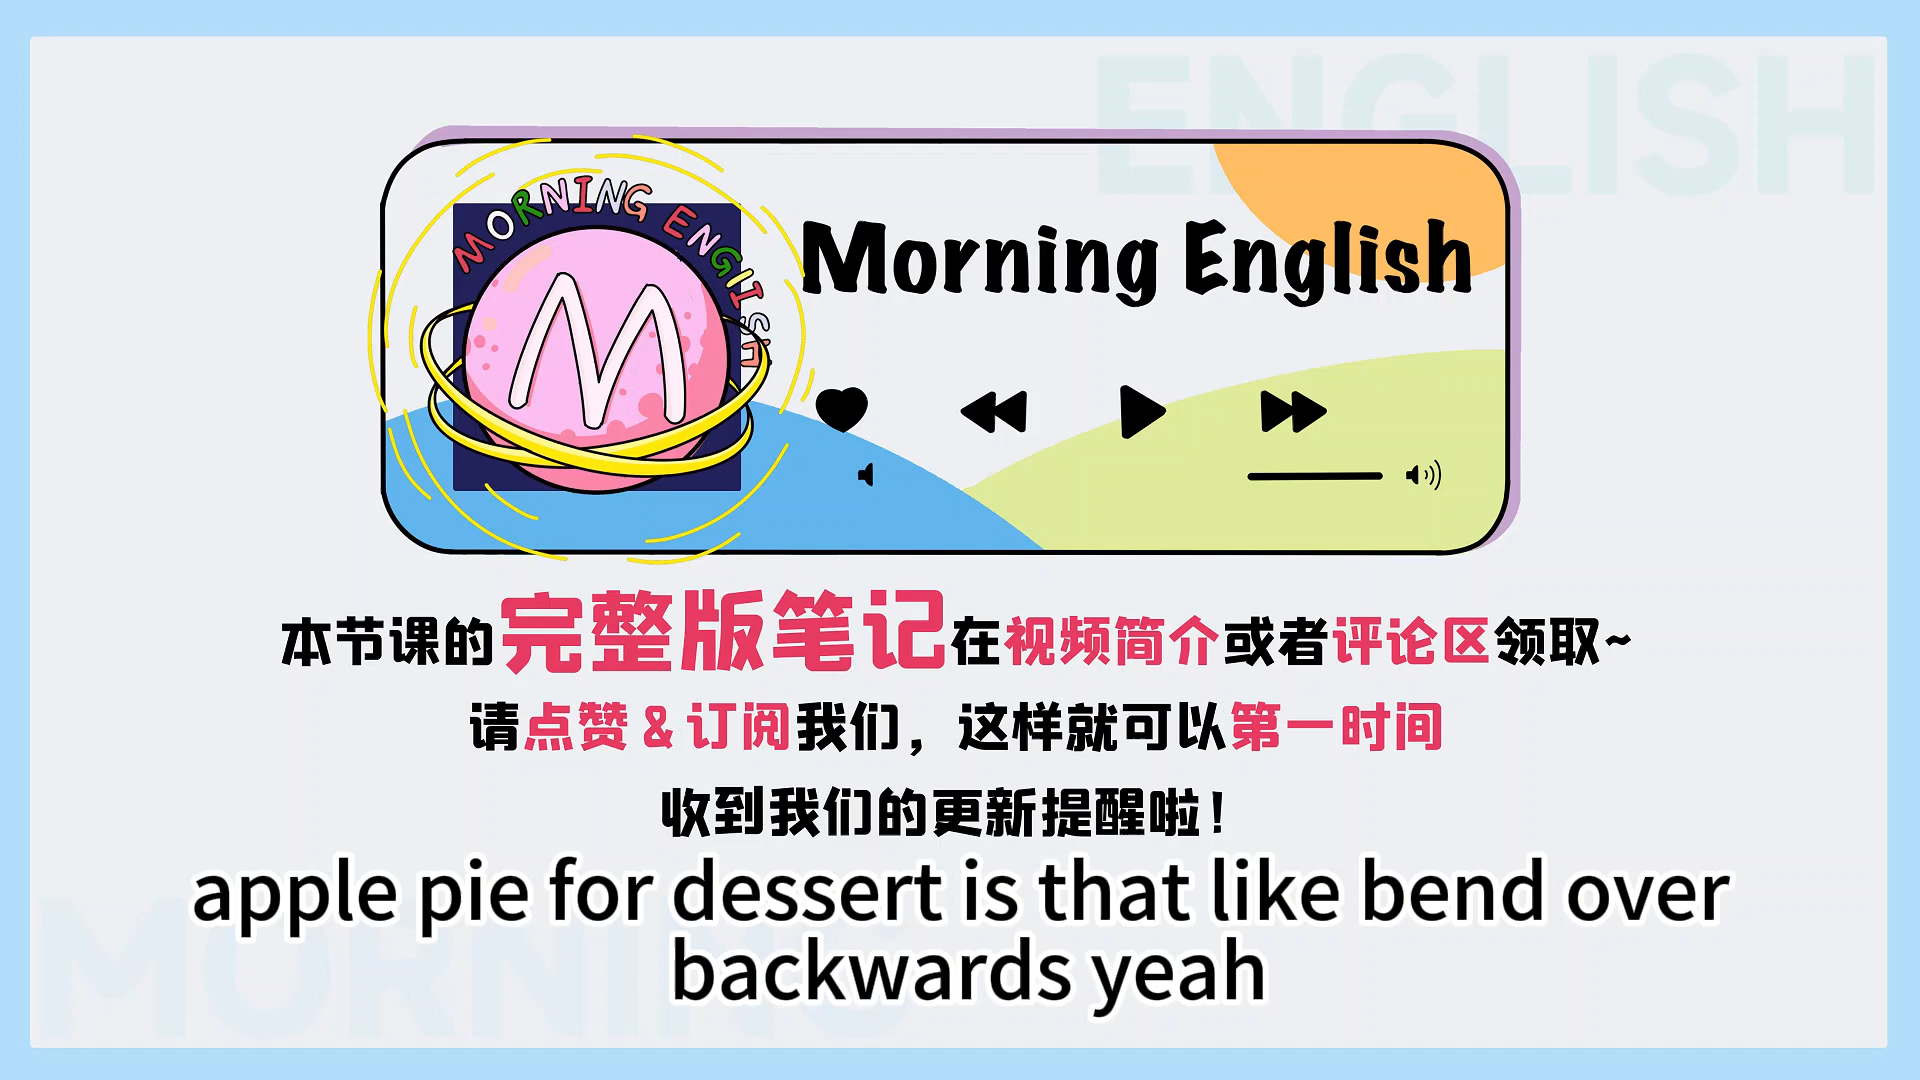 ENGLISH
MORNING ENGLISH
M
Morning English
本节课的完整版笔记在视频简介或者评论区领取~
请点赞&订阅我们，这样就可以第一时间
收到我们的更新提醒啦！
apple pie for dessert is that like bend over
backwards yeah
MORNING